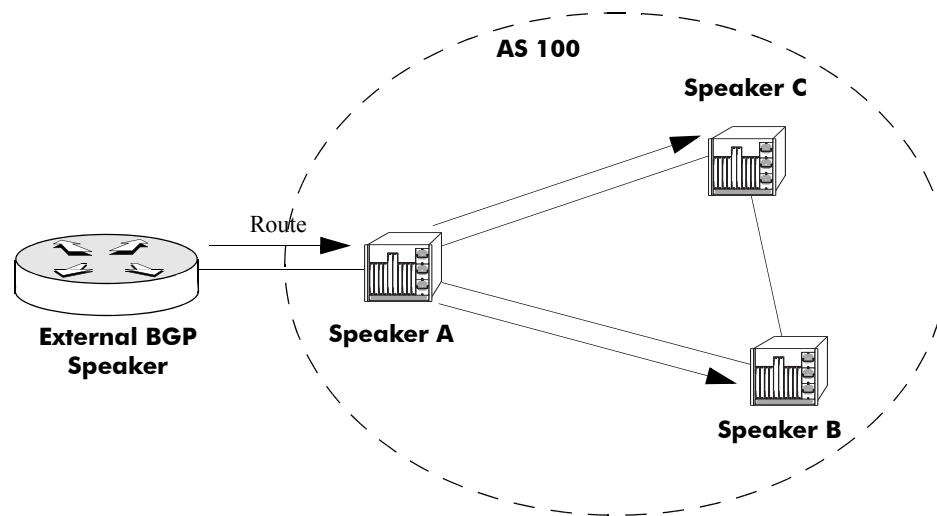 AS 100
Speaker C
Route
External BGP
Speaker
Speaker A
Speaker B